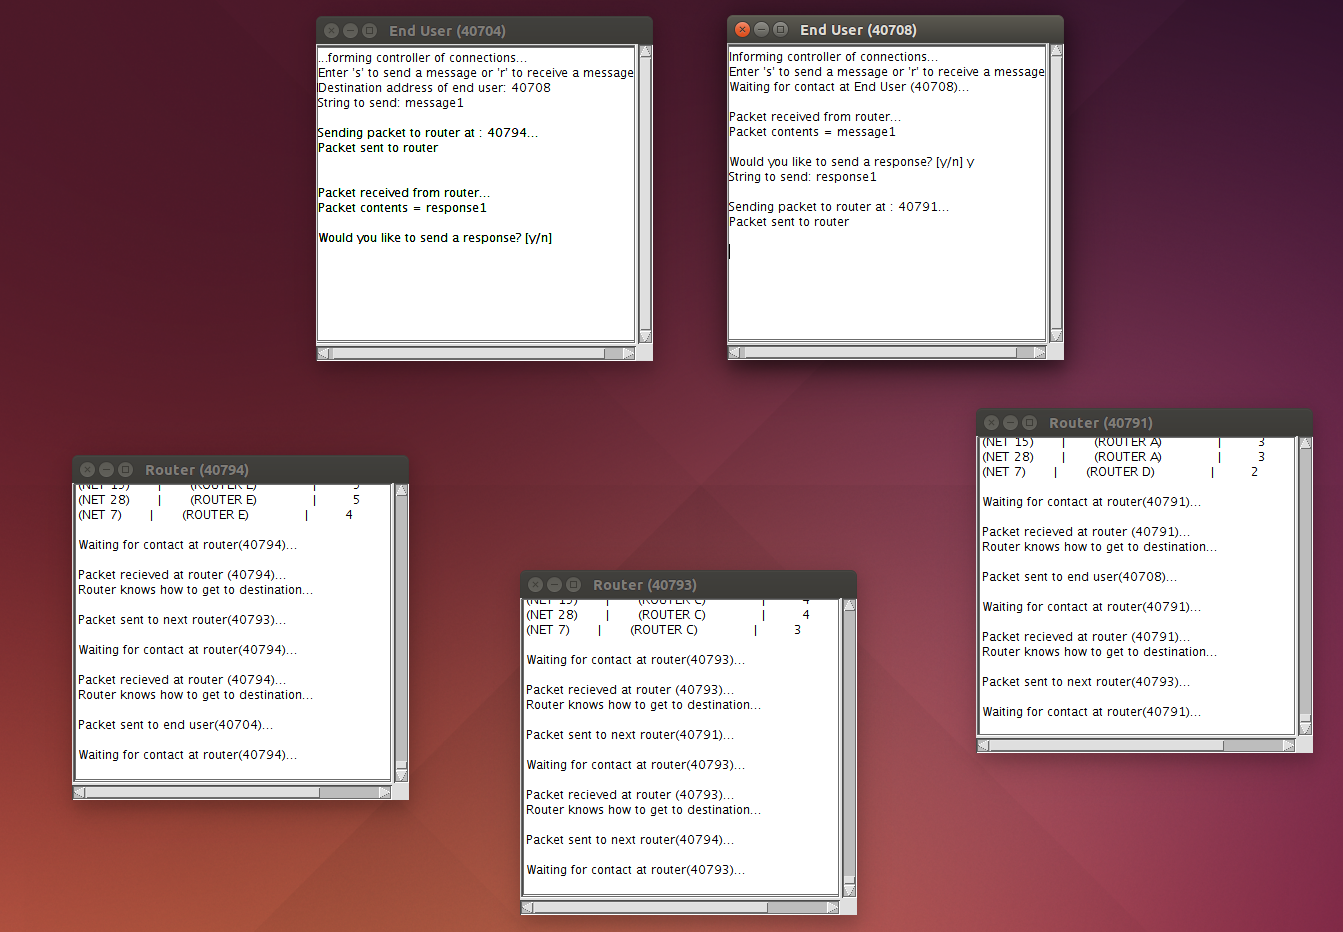 End User (40704)
...forming controller of connections...
Enter 's' to send a message or 'r' to receive a message
Destination address of end user: 40708
String to send: message1
Sending packet to router at : 40794...
Packet sent to router
Packet received from router...
Packet contents = response1
Would you like to send a response? [y/n]
End User (40708)
Informing controller of connections...
Enter 's' to send a message or 'r' to receive a message
Waiting for contact at End User (40708)...
Packet received from router...
Packet contents = message1
Would you like to send a response? [y/n] y
String to send: response1
Sending packet to router at : 40791...
Packet sent to router
Router (40794)
(NET 15) | (ROUTER E) | 5
(NET 28) | (ROUTER E) | 5
(NET 7) | (ROUTER E) | 4
Waiting for contact at router(40794)...
Packet recieved at router (40794)...
Router knows how to get to destination...
Packet sent to next router(40793)...
Waiting for contact at router(40794)...
Packet recieved at router (40794)...
Router knows how to get to destination...
Packet sent to end user(40704)...
Waiting for contact at router(40794)...
Router (40793)
(NET 15) | (ROUTER C) | 4
(NET 28) | (ROUTER C) | 4
(NET 7) | (ROUTER C) | 3
Waiting for contact at router(40793)...
Packet recieved at router (40793)...
Router knows how to get to destination...
Packet sent to next router(40791)...
Waiting for contact at router(40793)...
Packet recieved at router (40793)...
Router knows how to get to destination...
Packet sent to next router(40794)...
Waiting for contact at router(40793)...
Router (40791)
(NET 15) | (ROUTER A) | 3
(NET 28) | (ROUTER A) | 3
(NET 7) | (ROUTER D) | 2
Waiting for contact at router(40791)...
Packet recieved at router (40791)...
Router knows how to get to destination...
Packet sent to end user(40708)...
Waiting for contact at router(40791)...
Packet recieved at router (40791)...
Router knows how to get to destination...
Packet sent to next router(40793)...
Waiting for contact at router(40791)...